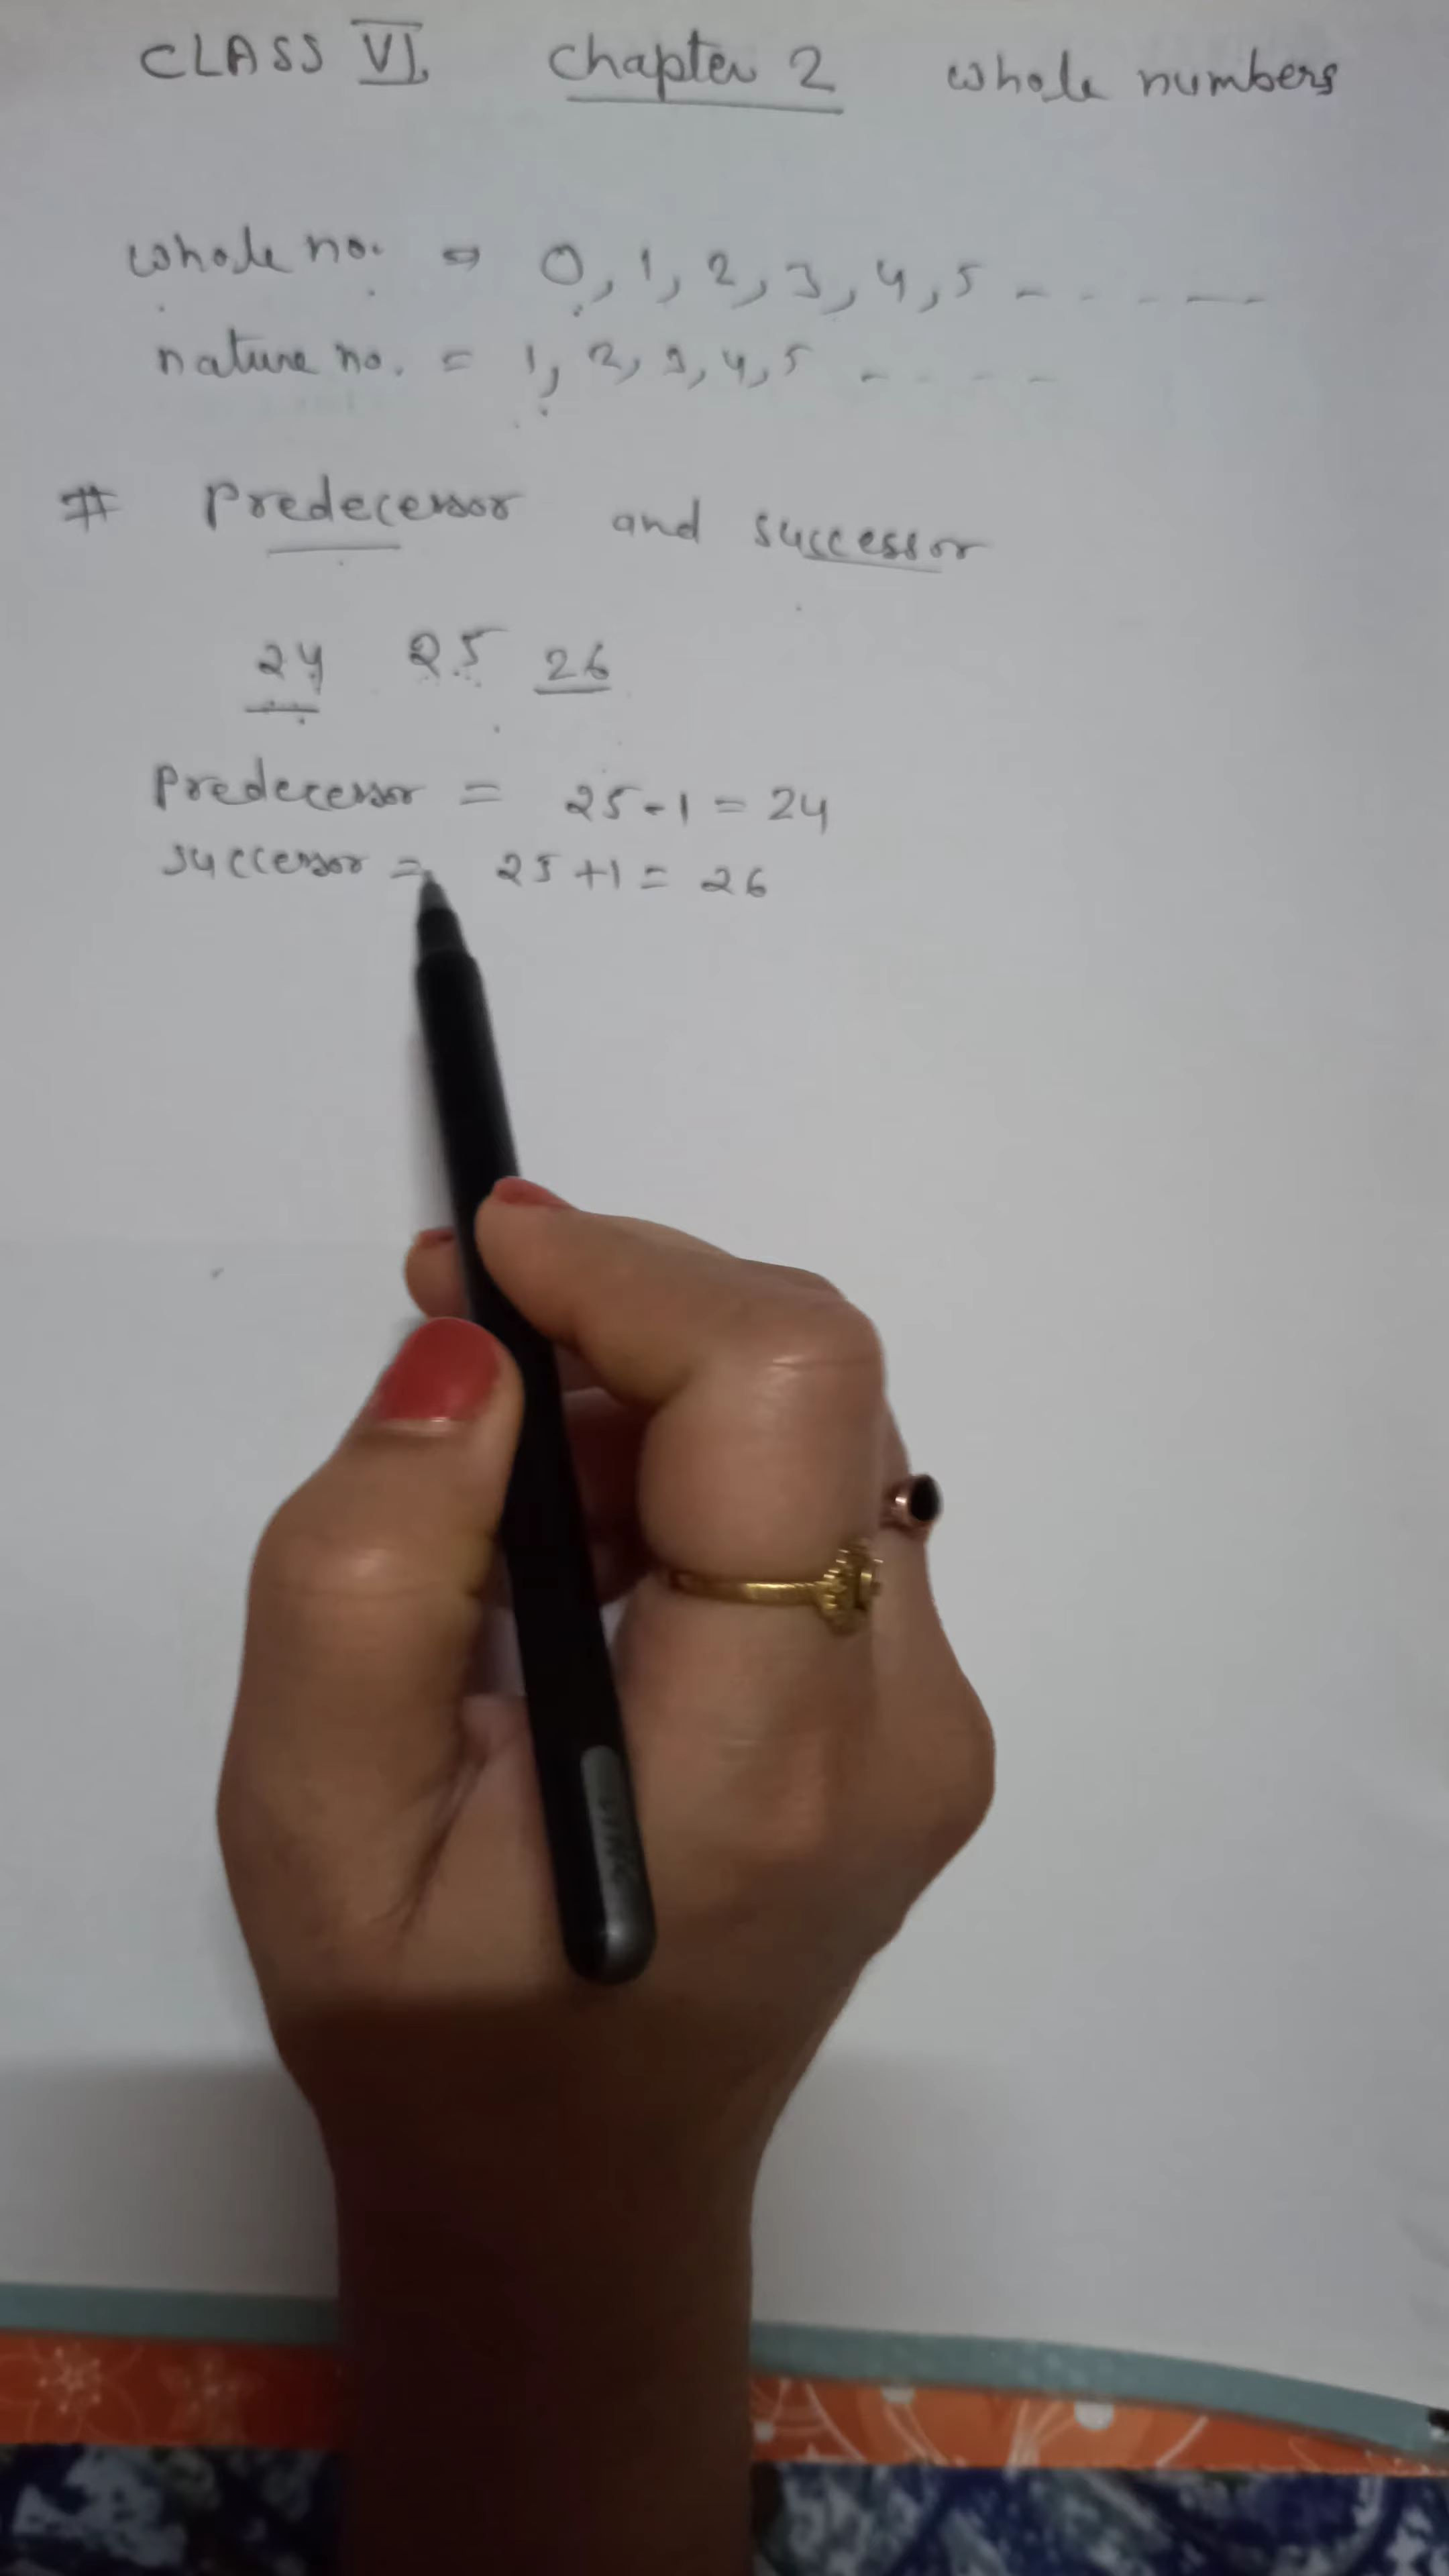 CLASS VI Chapter 2 whole numbers
whole no. = 0, 1, 2, 3, 4, 5 - - - - -
nature no. = 1, 2, 3, 4, 5 - - - -
# Predecessor and successor
24 25 26
Predecessor = 25-1 = 24
successor = 25+1 = 26